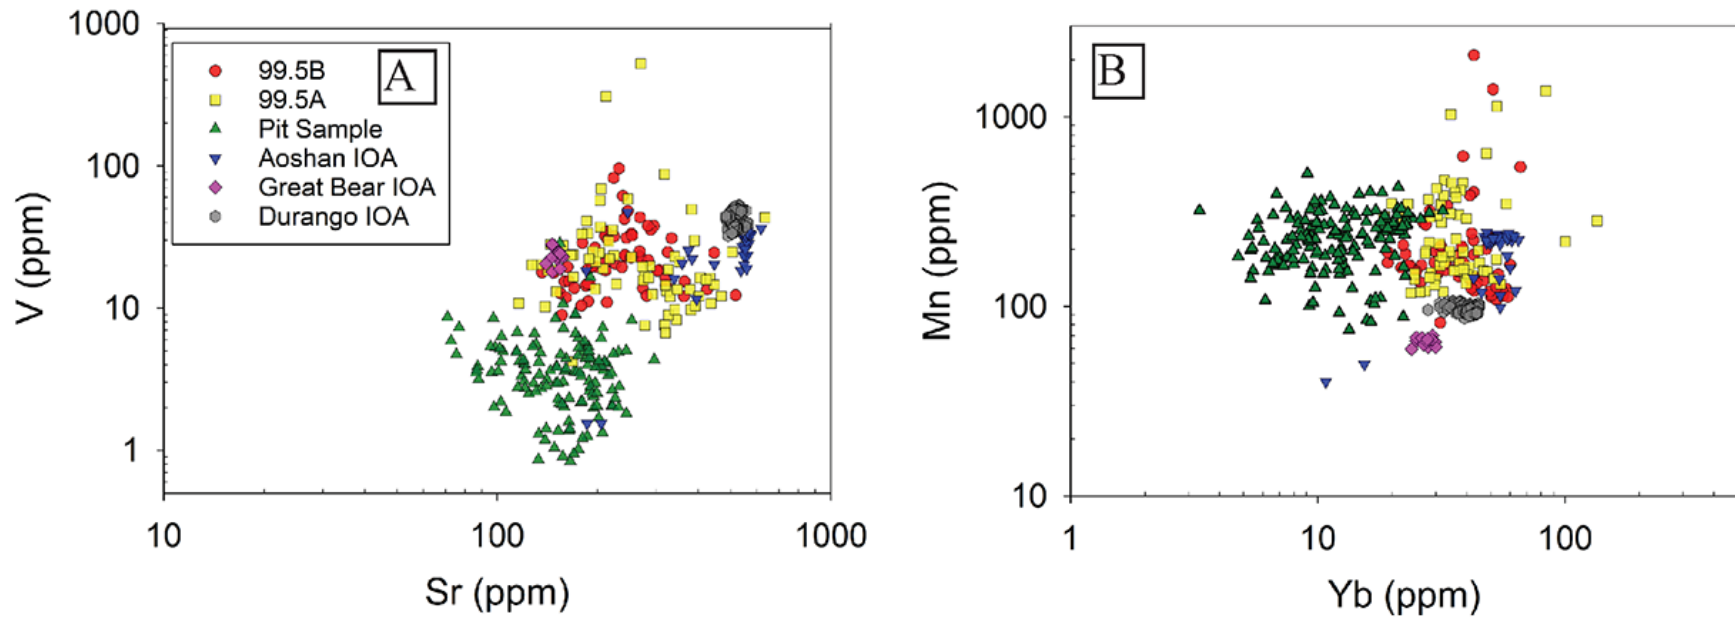 1000
100
10
1
V (ppm)
A
99.5B
99.5A
Pit Sample
Aoshan IOA
Great Bear IOA
Durango IOA
10
100
1000
Sr (ppm)
B
1000
100
10
Mn (ppm)
1
10
100
Yb (ppm)